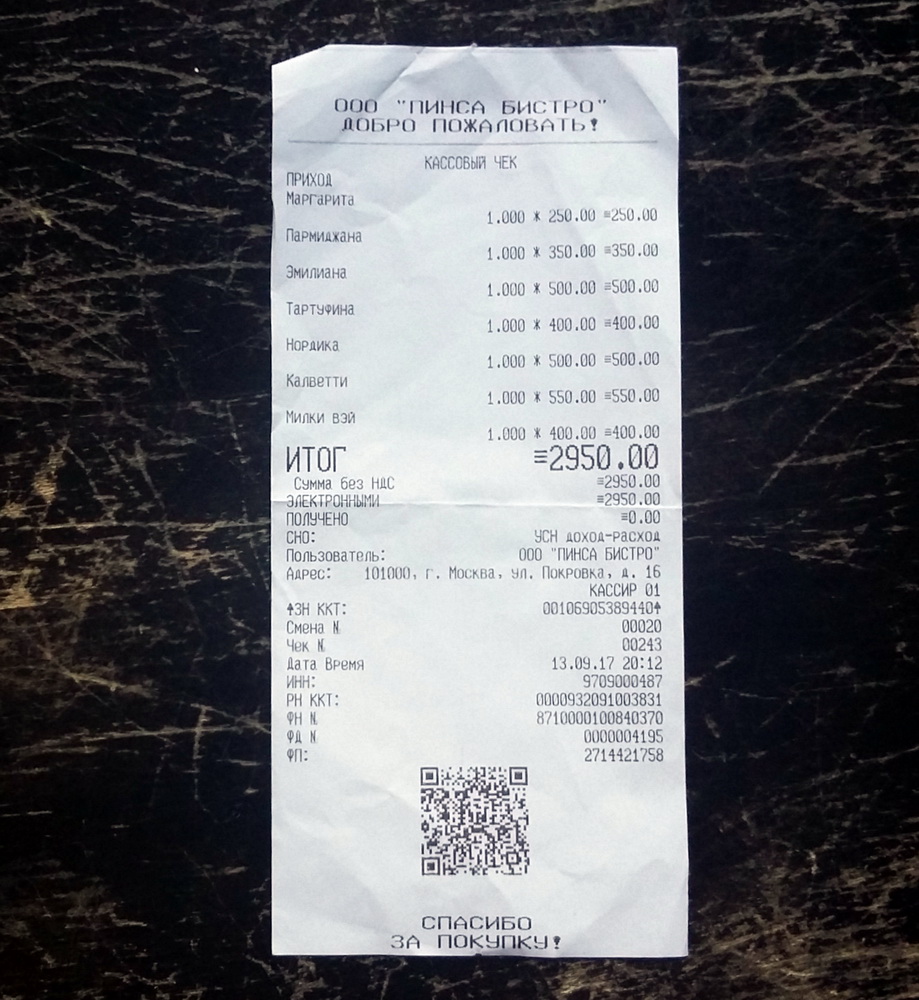 ООО "ПИНСА БИСТРО"
ДОБРО ПОЖАЛОВАТЬ!
КАССОВЫЙ ЧЕК
ПРИХОД
Маргарита
1.000 * 250.00 =250.00
Пармиджана
1.000 * 350.00 =350.00
Эмилиана
1.000 * 500.00 =500.00
Тартуфина
1.000 * 400.00 =400.00
Нордика
1.000 * 500.00 =500.00
Калветти
1.000 * 550.00 =550.00
Милки вэй
1.000 * 400.00 =400.00
ИТОГ =2950.00
Сумма без НДС =2950.00
ЭЛЕКТРОННЫМИ =2950.00
ПОЛУЧЕНО =0.00
СНО: УСН доход-расход
Пользователь: ООО "ПИНСА БИСТРО"
Адрес: 101000, г. Москва, ул. Покровка, д. 16
КАССИР 01
↑ЗН ККТ: 00106905389440↑
Смена № 00020
Чек № 00243
Дата Время 13.09.17 20:12
ИНН: 9709000487
РН ККТ: 0000932091003831
ФН № 8710000100840370
ФД № 0000004195
ФП: 2714421758
СПАСИБО
ЗА ПОКУПКУ!